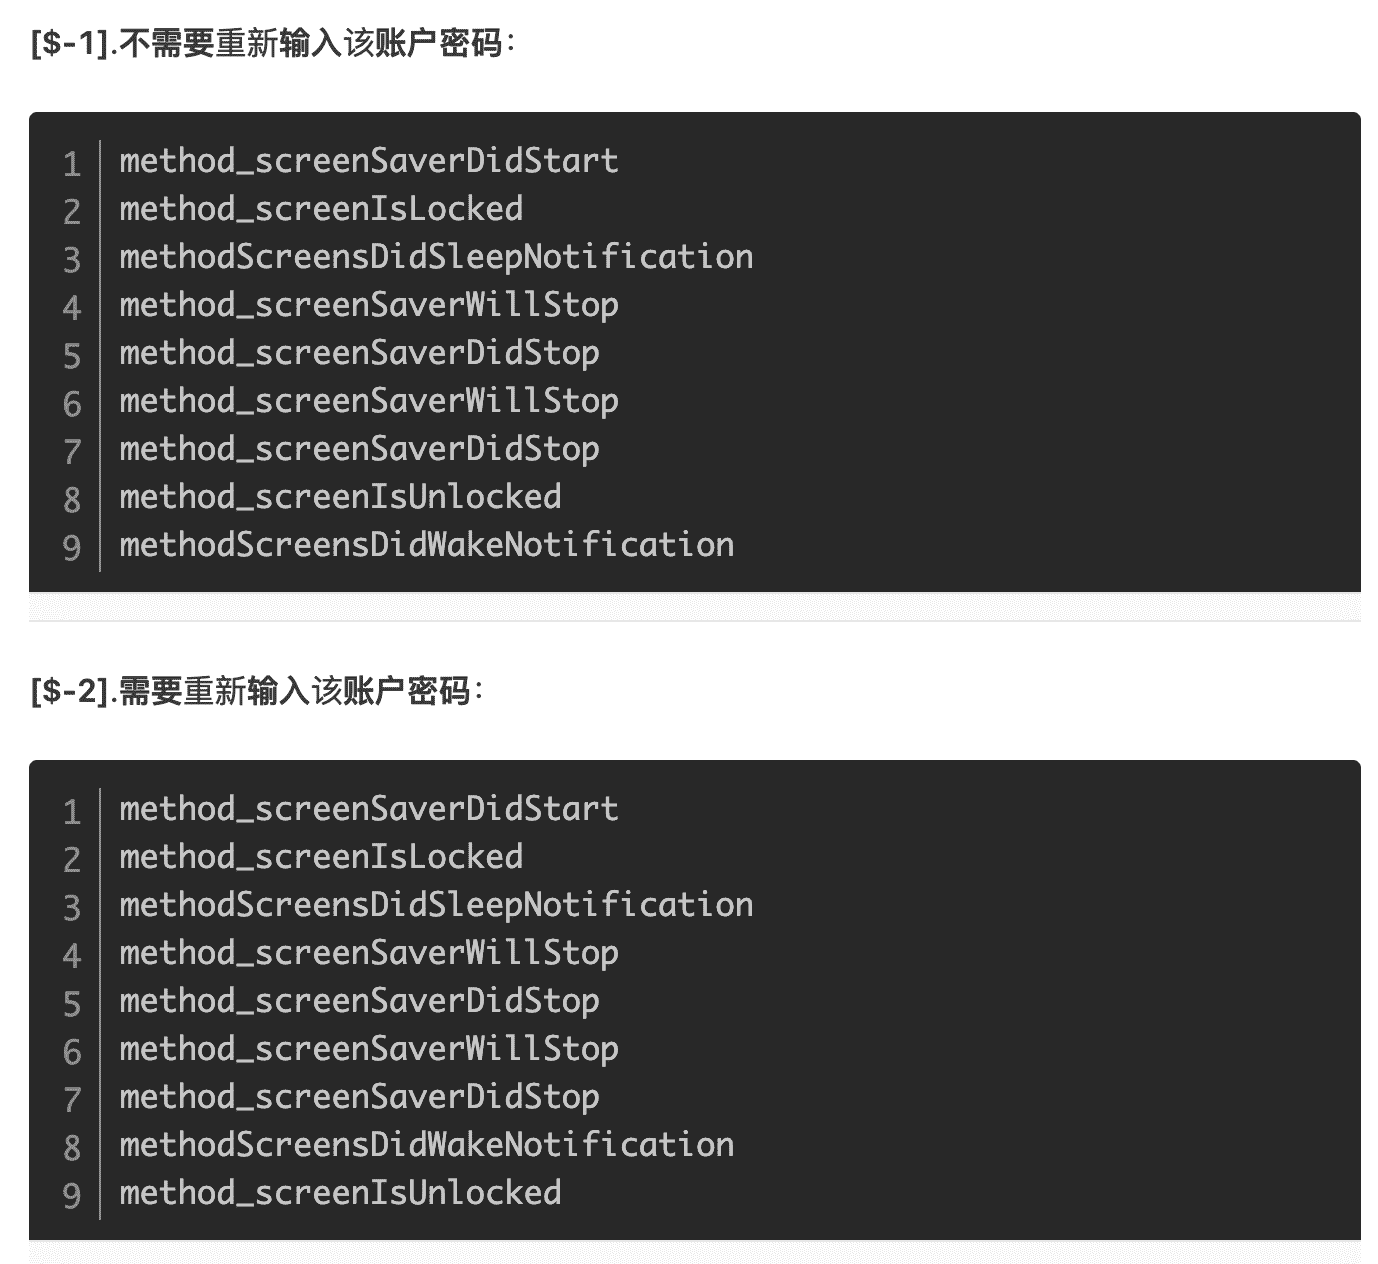 [$-1].不需要重新输入该账户密码：
1 method_screenSaverDidStart
2 method_screenIsLocked
3 methodScreensDidSleepNotification
4 method_screenSaverWillStop
5 method_screenSaverDidStop
6 method_screenSaverWillStop
7 method_screenSaverDidStop
8 method_screenIsUnlocked
9 methodScreensDidWakeNotification
[$-2].需要重新输入该账户密码：
1 method_screenSaverDidStart
2 method_screenIsLocked
3 methodScreensDidSleepNotification
4 method_screenSaverWillStop
5 method_screenSaverDidStop
6 method_screenSaverWillStop
7 method_screenSaverDidStop
8 methodScreensDidWakeNotification
9 method_screenIsUnlocked